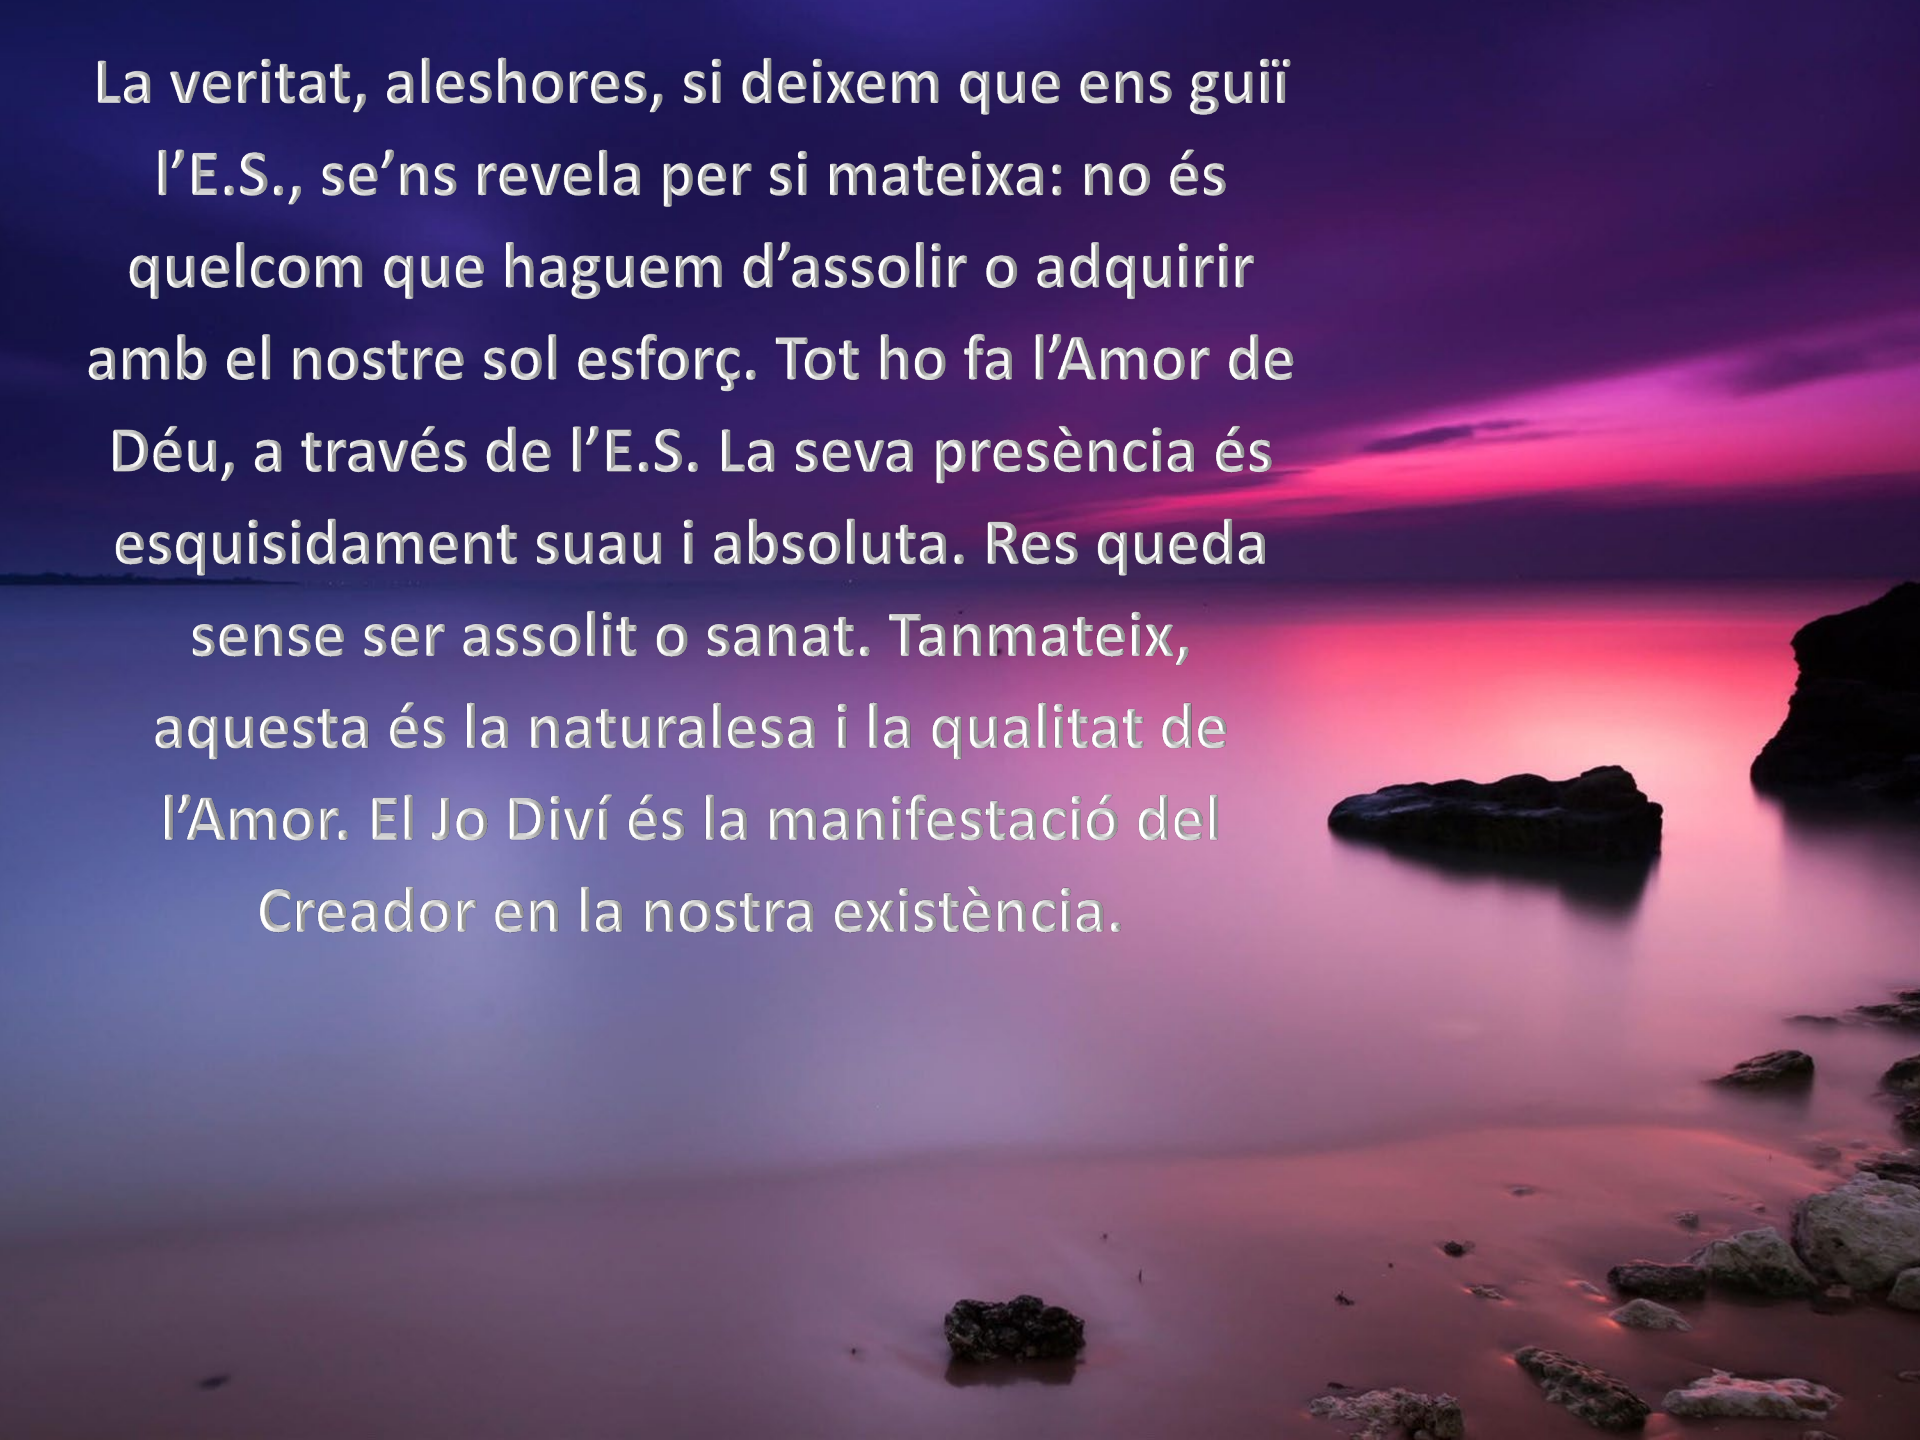 La veritat, aleshores, si deixem que ens guïï
l’E.S., se’ns revela per si mateixa: no és
quelcom que haguem d’assolir o adquirir
amb el nostre sol esforç. Tot ho fa l’Amor de
Déu, a través de l’E.S. La seva presència és
esquisidament suau i absoluta. Res queda
sense ser assolit o sanat. Tanmateix,
aquesta és la naturalesa i la qualitat de
l’Amor. El Jo Diví és la manifestació del
Creador en la nostra existència.